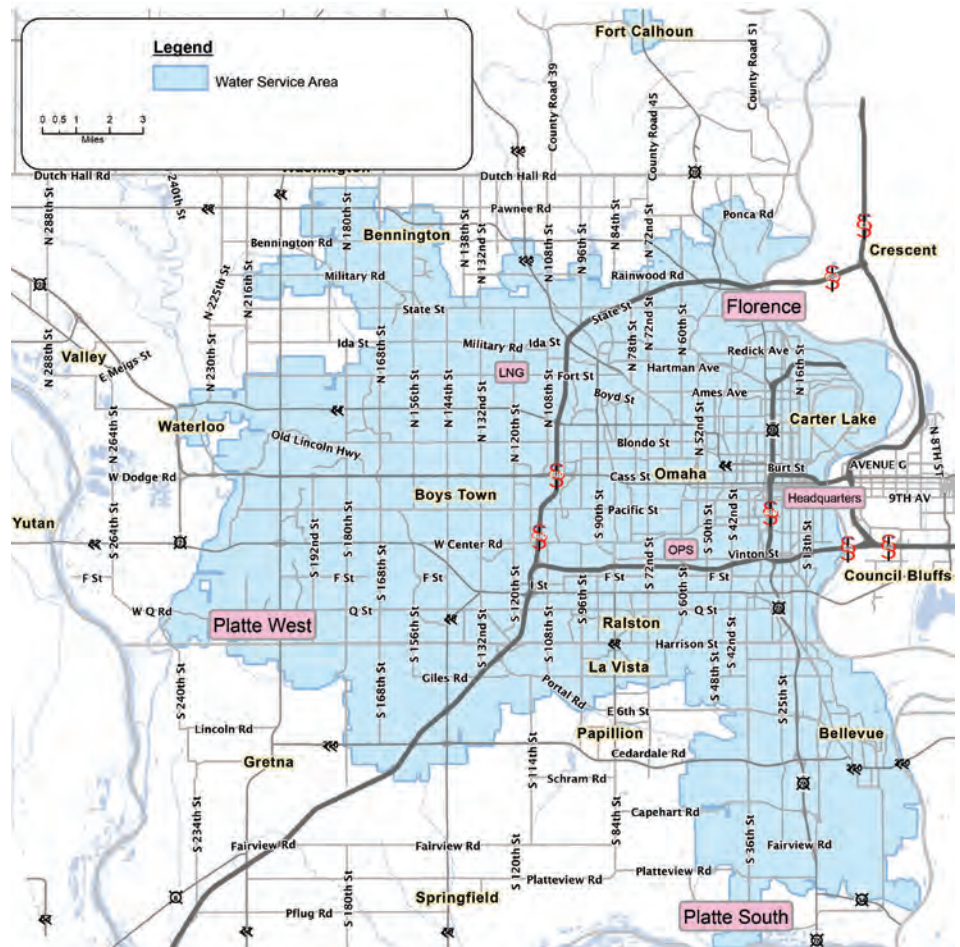 Legend
Water Service Area
0 0.5 1 2 3
Miles
Fort Calhoun
County Road 51
County Road 39
County Road 45
Dutch Hall Rd
Dutch Hall Rd
240th St
N 288th St
N 180th St
Pawnee Rd
Ponca Rd
Bennington
Bennington Rd
N 138th St
N 132nd St
N 108th St
N 96th St
N 84th St
N 72nd St
Crescent
N 225th St
N 216th St
Military Rd
Rainwood Rd
Florence
State St
State St
Ida St
Military Rd
Ida St
N 168th St
N 78th St
N 72nd St
N 60th St
Redick Ave
N 16th St
Valley
N 288th St
E Meigs St
N 230th St
LNG
Fort St
Hartman Ave
Boyd St
Ames Ave
N 156th St
N 144th St
N 132nd St
N 120th St
N 108th St
N 52nd St
Carter Lake
N 264th St
Waterloo
Old Lincoln Hwy
Blondo St
N 8TH ST
W Dodge Rd
Cass St
Omaha
Burt St
AVENUE G
Boys Town
Headquarters
9TH AV
Pacific St
S 90th St
S 50th St
S 42nd St
Yutan
S 264th St
S 192nd St
S 180th St
W Center Rd
OPS
Vinton St
S 13th St
Council Bluffs
F St
F St
F St
I St
F St
F St
S 168th St
S 120th St
S 72nd St
W Q Rd
Q St
Q St
Platte West
S 156th St
S 132nd St
S 108th St
S 96th St
S 60th St
Ralston
Harrison St
S 42nd St
La Vista
S 240th St
S 168th St
Giles Rd
Portal Rd
S 48th St
S 25th St
E 6th St
Lincoln Rd
Papillion
Bellevue
Gretna
S 114th St
Cedardale Rd
Schram Rd
S 234th St
S 84th St
Capehart Rd
Fairview Rd
Fairview Rd
S 36th St
Fairview Rd
S 120th St
Platteview Rd
Platteview Rd
S 180th St
Springfield
Pflug Rd
Platte South